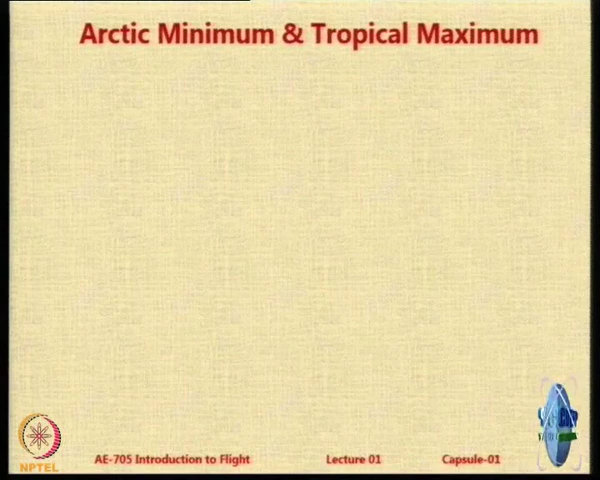 Arctic Minimum & Tropical Maximum
NPTEL
AE-705 Introduction to Flight
Lecture 01
Capsule-01